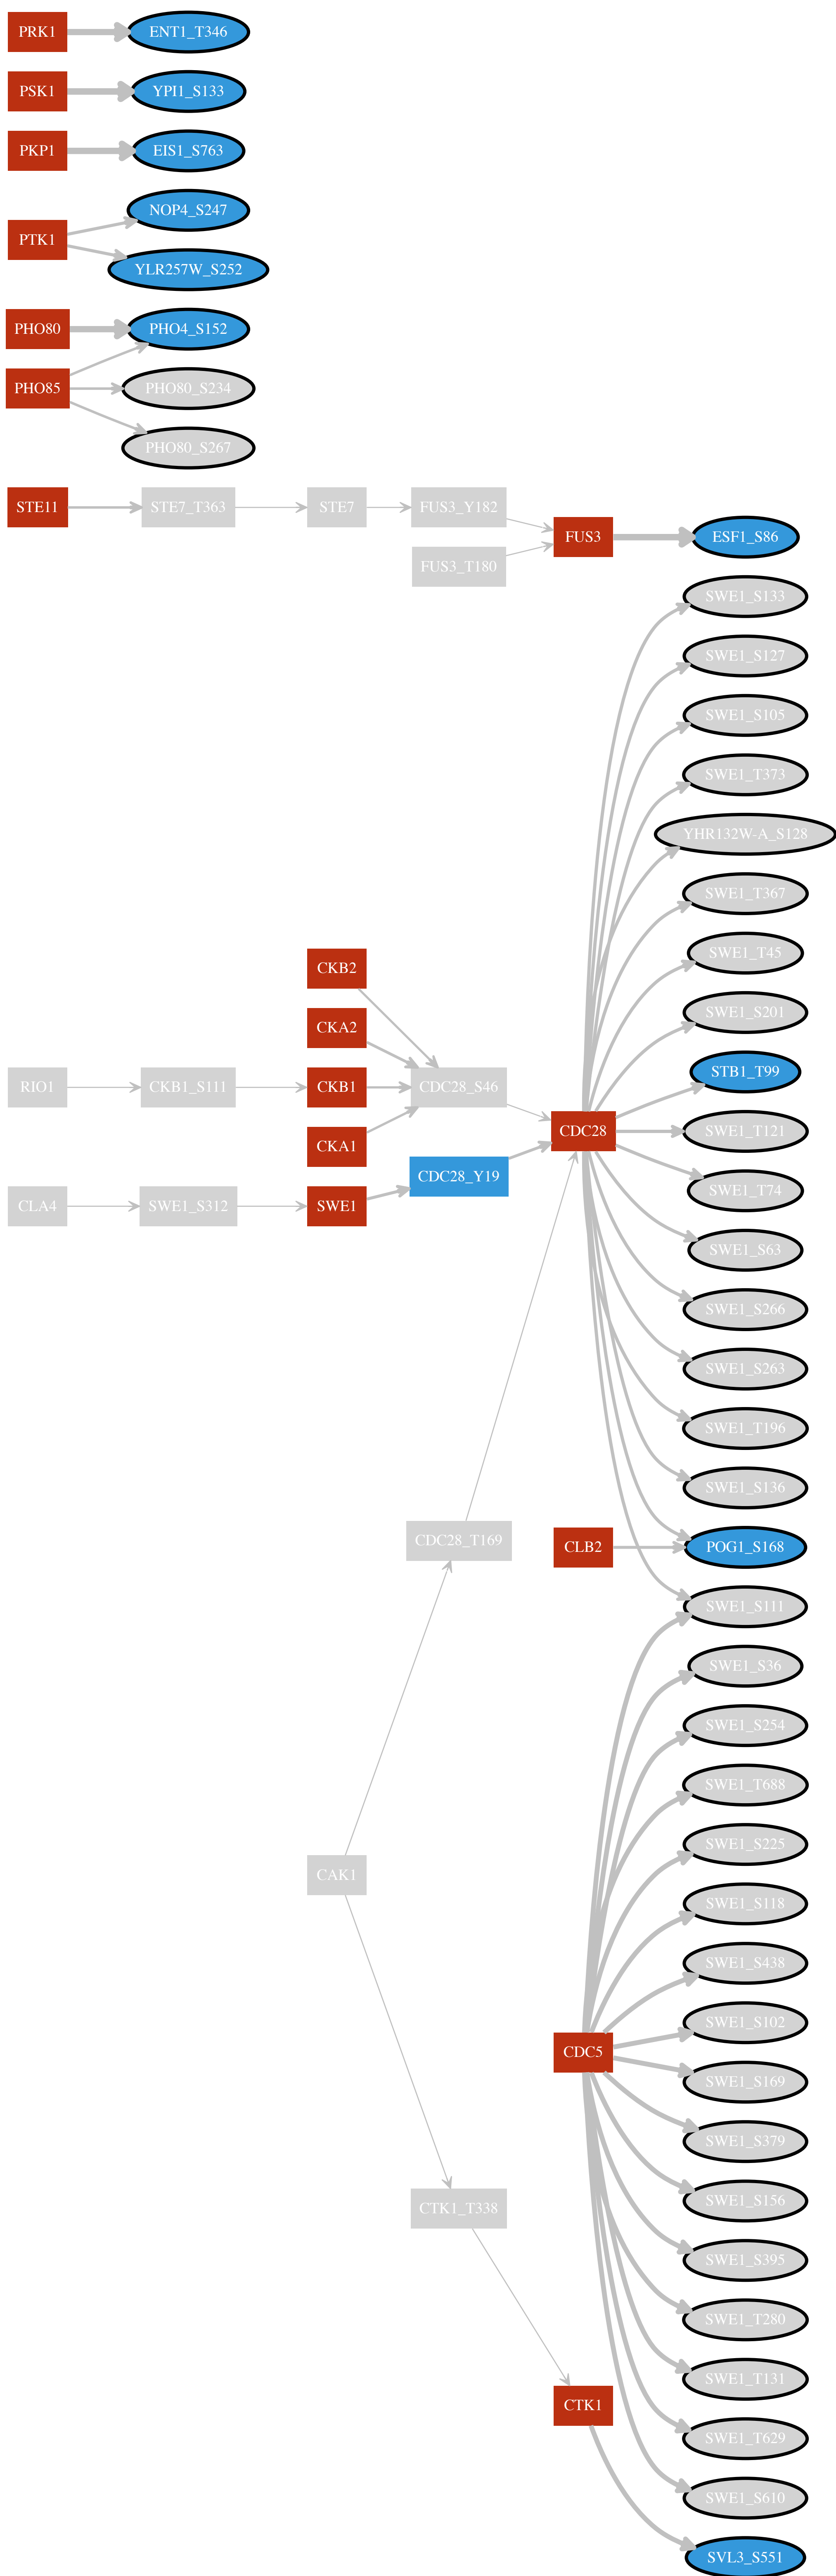 PRK1
ENT1_T346
PSK1
YPI1_S133
PKP1
EIS1_S763
NOP4_S247
PTK1
YLR257W_S252
PHO80
PHO4_S152
PHO85
PHO80_S234
PHO80_S267
STE11
STE7_T363
STE7
FUS3_Y182
FUS3
ESF1_S86
FUS3_T180
SWE1_S133
SWE1_S127
SWE1_S105
SWE1_T373
YHR132W-A_S128
SWE1_T367
SWE1_T45
CKB2
SWE1_S201
CKA2
STB1_T99
RIO1
CKB1_S111
CKB1
CDC28_S46
CDC28
SWE1_T121
CKA1
CDC28_Y19
SWE1_T74
CLA4
SWE1_S312
SWE1
SWE1_S63
SWE1_S266
SWE1_S263
SWE1_T196
SWE1_S136
CDC28_T169
CLB2
POG1_S168
SWE1_S111
SWE1_S36
SWE1_S254
SWE1_T688
SWE1_S225
CAK1
SWE1_S118
SWE1_S438
SWE1_S102
CDC5
SWE1_S169
SWE1_S379
SWE1_S156
CTK1_T338
SWE1_S395
SWE1_T280
SWE1_T131
CTK1
SWE1_T629
SWE1_S610
SVL3_S551